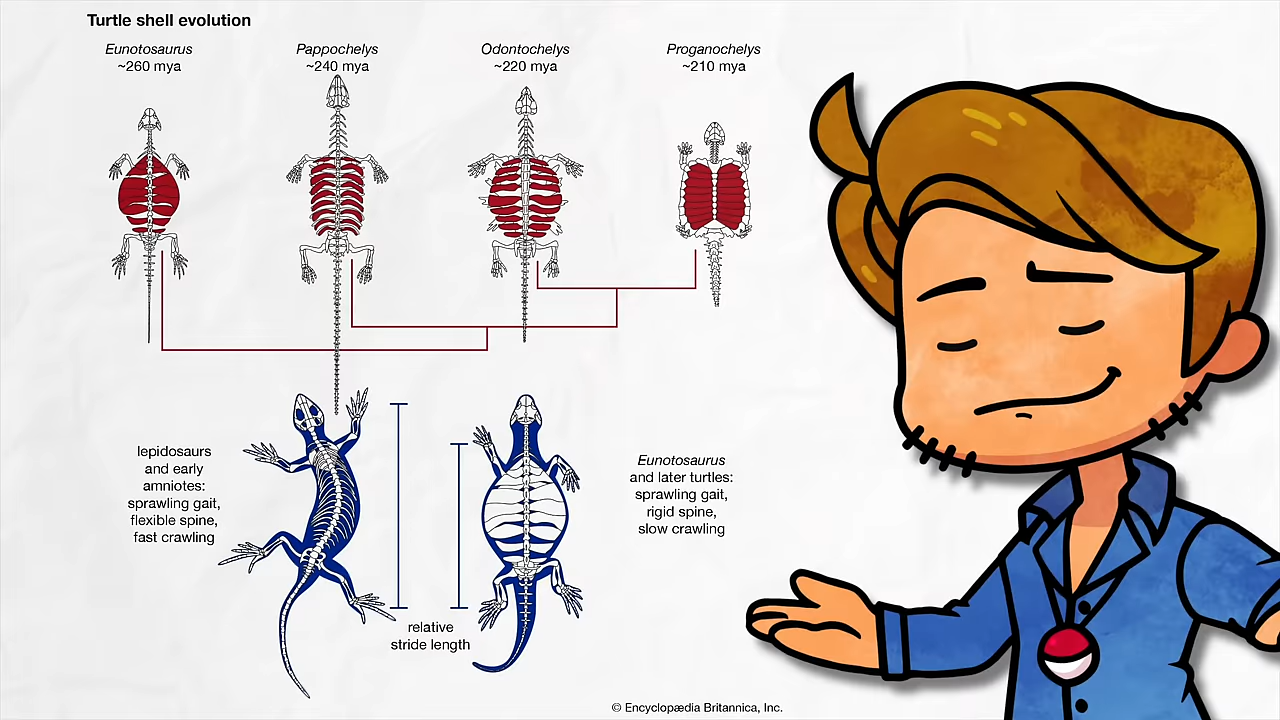 Turtle shell evolution
Eunotosaurus
~260 mya
Pappochelys
~240 mya
Odontochelys
~220 mya
Proganochelys
~210 mya
lepidosaurs
and early
amniotes:
sprawling gait,
flexible spine,
fast crawling
relative
stride length
Eunotosaurus
and later turtles:
sprawling gait,
rigid spine,
slow crawling
© Encyclopædia Britannica, Inc.